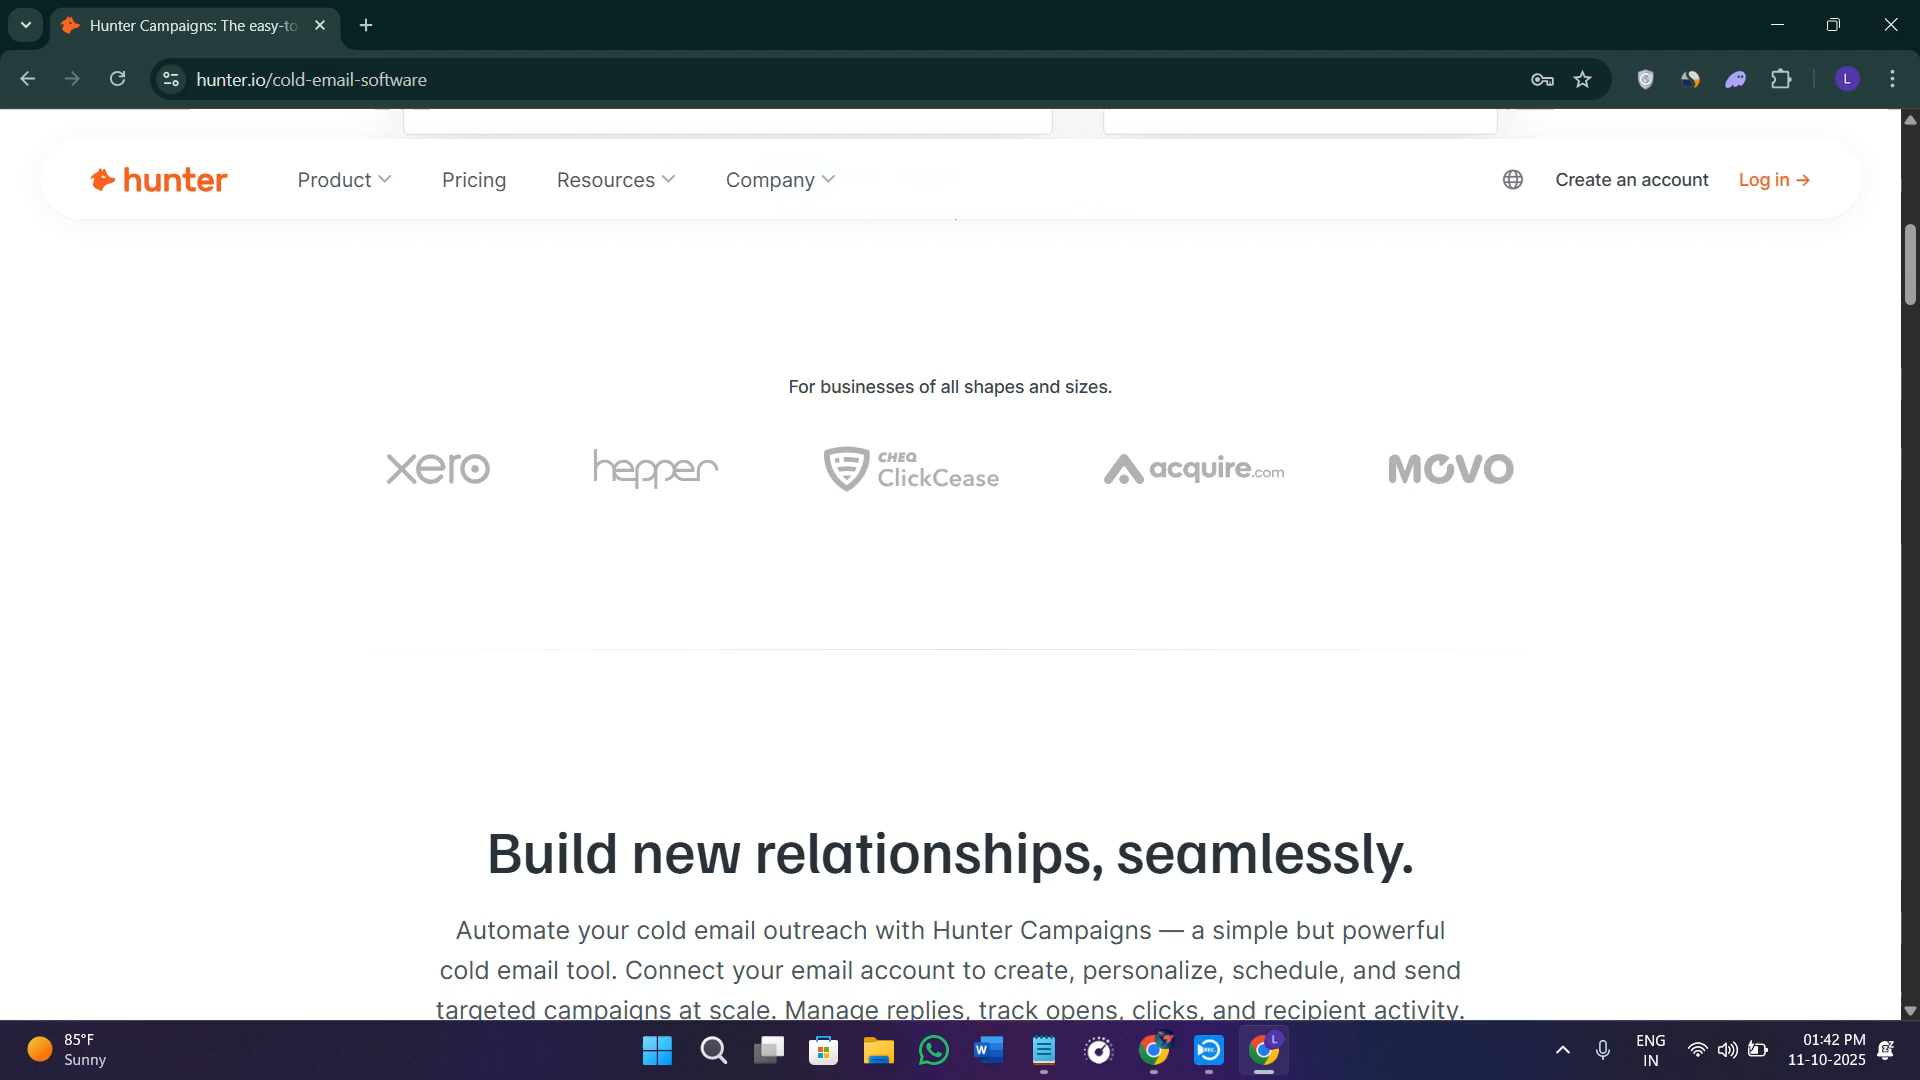 Hunter Campaigns: The easy-to
hunter.io/cold-email-software
L
hunter
Product
Pricing
Resources
Company
Create an account
Log in →
For businesses of all shapes and sizes.
xero
hepper
CHEQ
ClickCease
acquire.com
MOVO
Build new relationships, seamlessly.
Automate your cold email outreach with Hunter Campaigns — a simple but powerful
cold email tool. Connect your email account to create, personalize, schedule, and send
targeted campaigns at scale. Manage replies, track opens, clicks, and recipient activity.
85°F
Sunny
W
L
ENG
IN
01:42 PM
11-10-2025